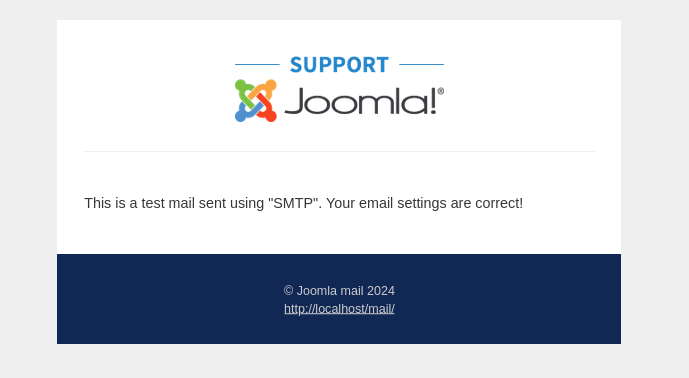 SUPPORT
Joomla!®
This is a test mail sent using "SMTP". Your email settings are correct!
© Joomla mail 2024
http://localhost/mail/